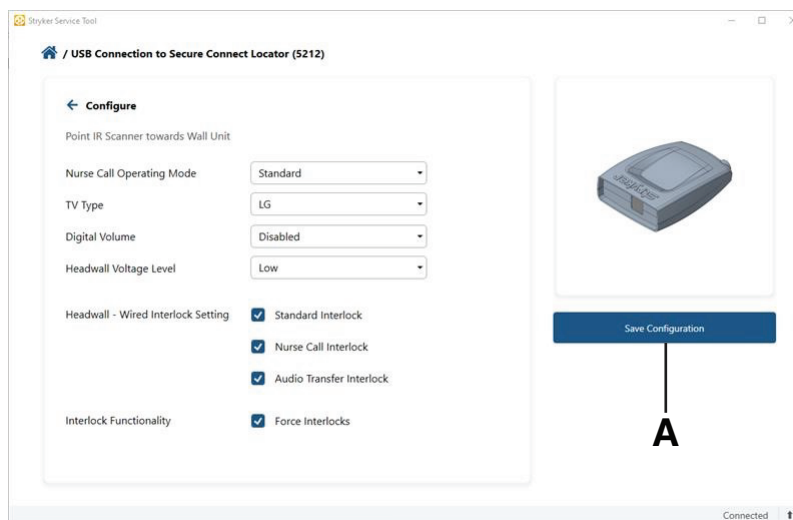 Stryker Service Tool
/ USB Connection to Secure Connect Locator (5212)
Configure
Point IR Scanner towards Wall Unit
Nurse Call Operating Mode Standard
TV Type LG
Digital Volume Disabled
Headwall Voltage Level Low
Headwall - Wired Interlock Setting Standard Interlock
Nurse Call Interlock
Audio Transfer Interlock
Interlock Functionality Force Interlocks
stryker
Save Configuration
A
Connected